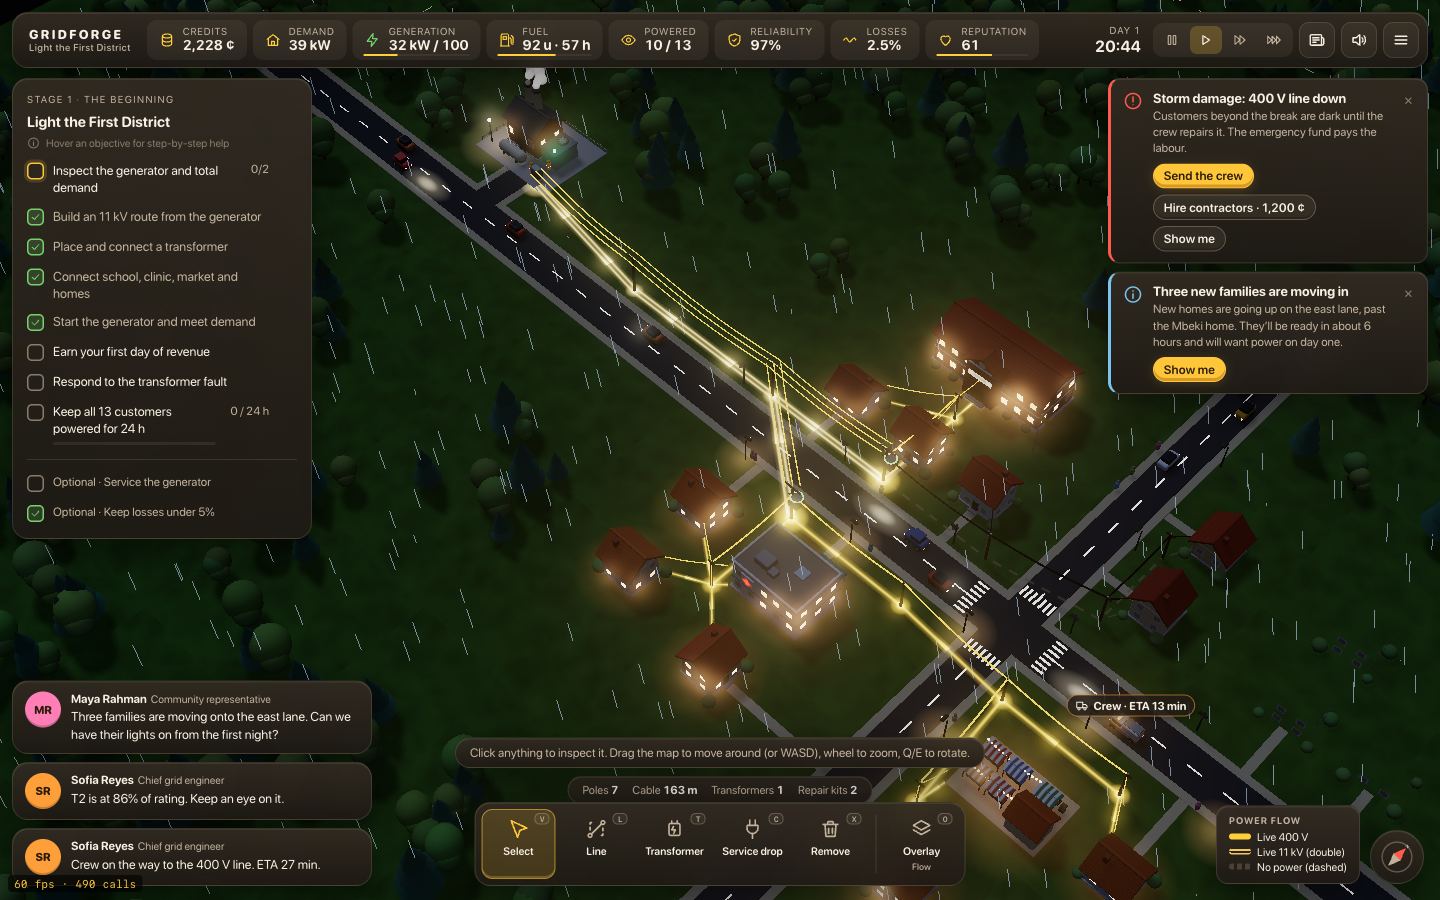 GRIDFORGE
Light the First District
CREDITS
2,228 ¢
DEMAND
39 kW
GENERATION
32 kW / 100
FUEL
92 u · 57 h
POWERED
10 / 13
RELIABILITY
97%
LOSSES
2.5%
REPUTATION
61
DAY 1
20:44
STAGE 1 · THE BEGINNING
Light the First District
Hover an objective for step-by-step help
Inspect the generator and total
demand
0/2
Build an 11 kV route from the generator
Place and connect a transformer
Connect school, clinic, market and
homes
Start the generator and meet demand
Earn your first day of revenue
Respond to the transformer fault
Keep all 13 customers
powered for 24 h
0 / 24 h
Optional · Service the generator
Optional · Keep losses under 5%
Storm damage: 400 V line down
×
Customers beyond the break are dark until the
crew repairs it. The emergency fund pays the
labour.
Send the crew
Hire contractors · 1,200 ¢
Show me
Three new families are moving in
×
New homes are going up on the east lane, past
the Mbeki home. They'll be ready in about 6
hours and will want power on day one.
Show me
Crew · ETA 13 min
MR
Maya Rahman Community representative
Three families are moving onto the east lane. Can we
have their lights on from the first night?
SR
Sofia Reyes Chief grid engineer
T2 is at 86% of rating. Keep an eye on it.
SR
Sofia Reyes Chief grid engineer
Crew on the way to the 400 V line. ETA 27 min.
60 fps · 490 calls
Click anything to inspect it. Drag the map to move around (or WASD), wheel to zoom, Q/E to rotate.
Poles 7 Cable 163 m Transformers 1 Repair kits 2
V
Select
L
Line
T
Transformer
C
Service drop
X
Remove
O
Overlay
Flow
POWER FLOW
Live 400 V
Live 11 kV (double)
No power (dashed)